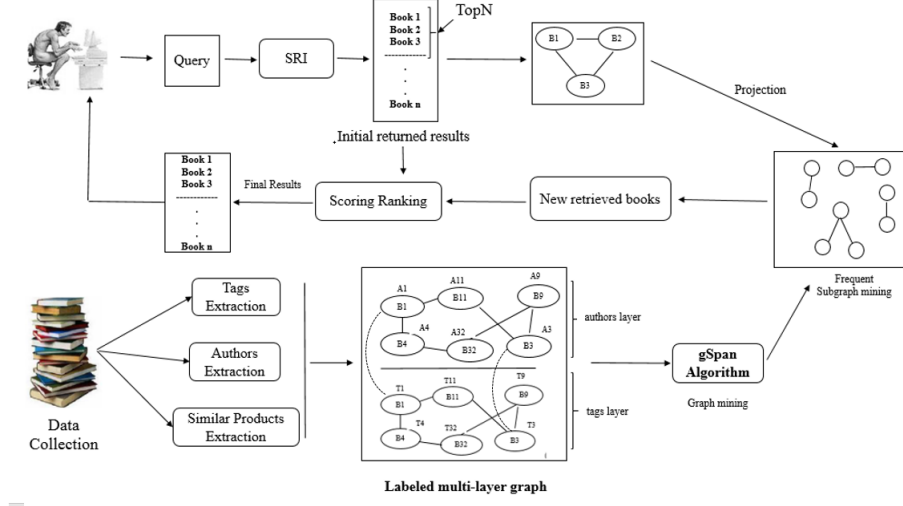 TopN
Book 1
Book 2
Book 3
.
.
.
Book n
Query
SRI
B1
B2
B3
Projection
.Initial returned results
Book 1
Book 2
Book 3
.
.
.
Book n
Final Results
Scoring Ranking
New retrieved books
Frequent
Subgraph mining
Tags
Extraction
Authors
Extraction
Similar Products
Extraction
Data
Collection
A1
B1
A11
B11
A9
B9
A4
B4
A32
B32
A3
B3
authors layer
T1
B1
T11
B11
T9
B9
T4
B4
T32
B32
T3
B3
tags layer
gSpan
Algorithm
Graph mining
Labeled multi-layer graph